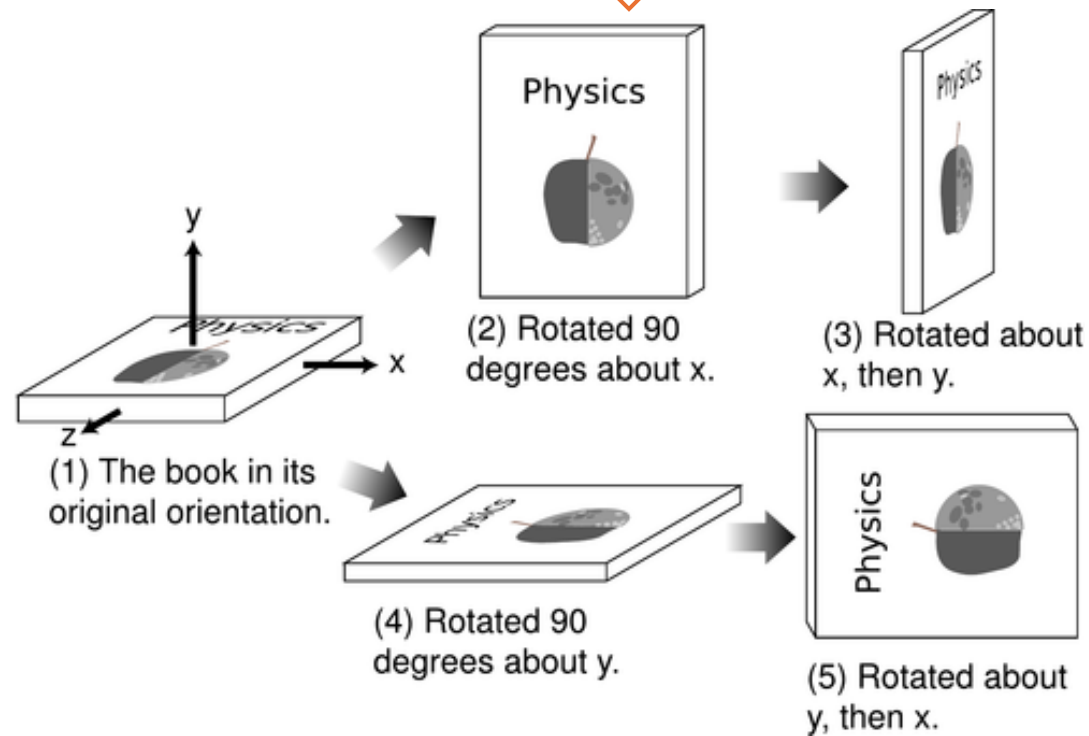 Physics
Physics
(2) Rotated 90
degrees about x.
(3) Rotated about
x, then y.
y
Physics
x
z
(1) The book in its
original orientation.
Physics
(4) Rotated 90
degrees about y.
Physics
(5) Rotated about
y, then x.